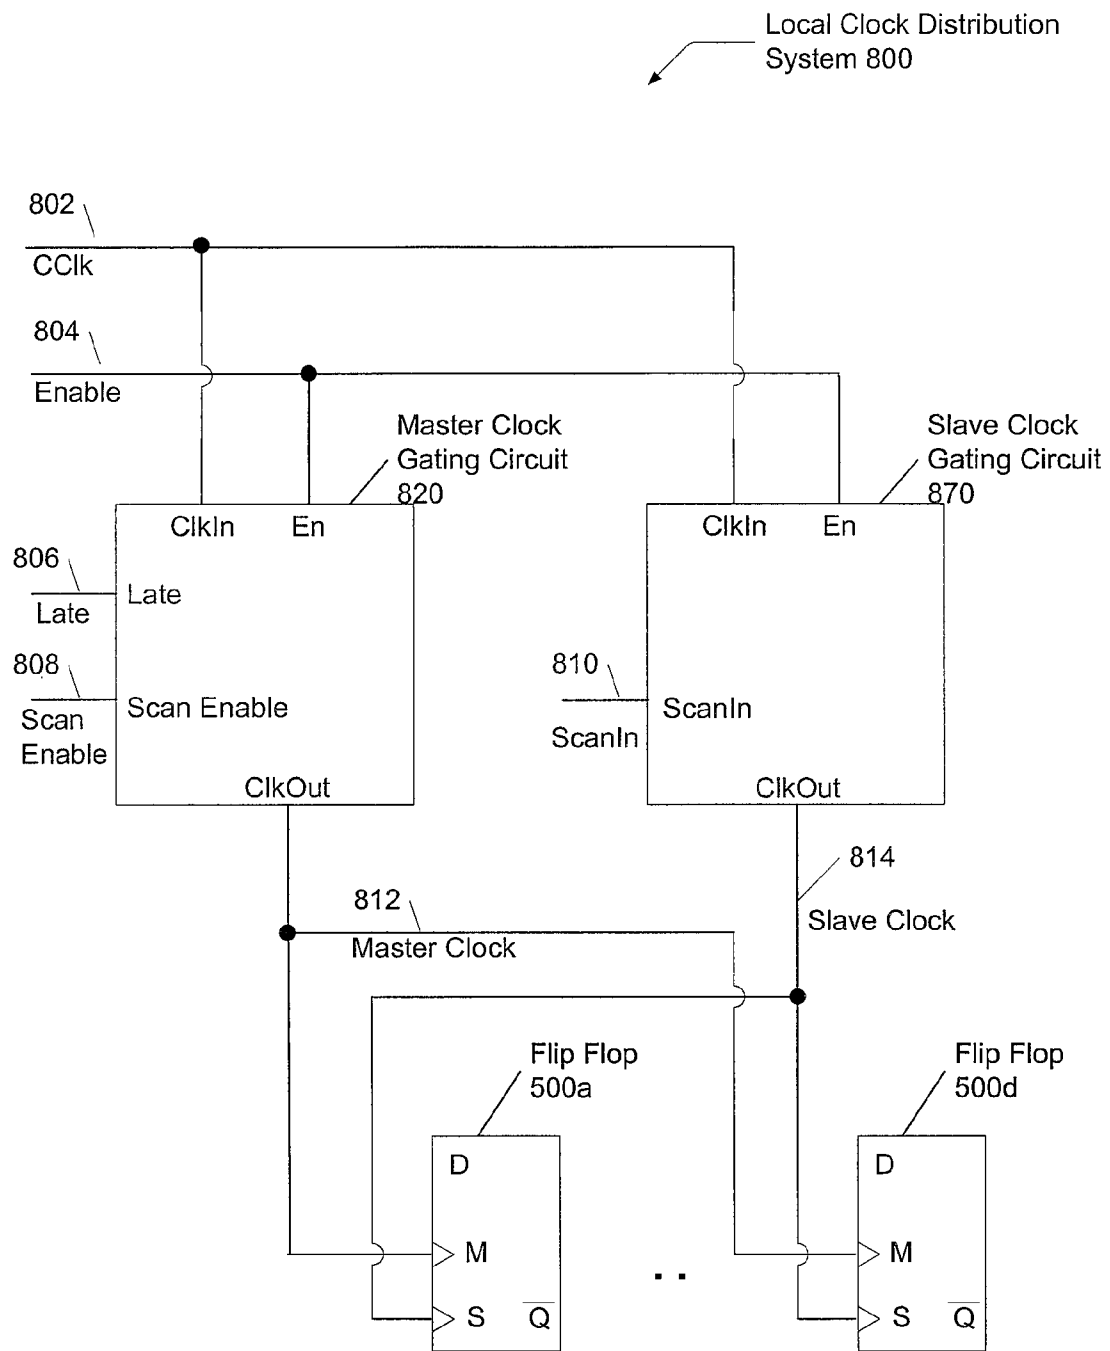 Local Clock Distribution
System 800
802
CClk
804
Enable
Master Clock
Gating Circuit
820
Slave Clock
Gating Circuit
870
ClkIn
En
ClkIn
En
806
Late
Late
808
Scan
Enable
Scan Enable
810
ScanIn
ScanIn
ClkOut
ClkOut
814
Slave Clock
812
Master Clock
Flip Flop
500a
Flip Flop
500d
D
M
S
Q
. .
D
M
S
Q